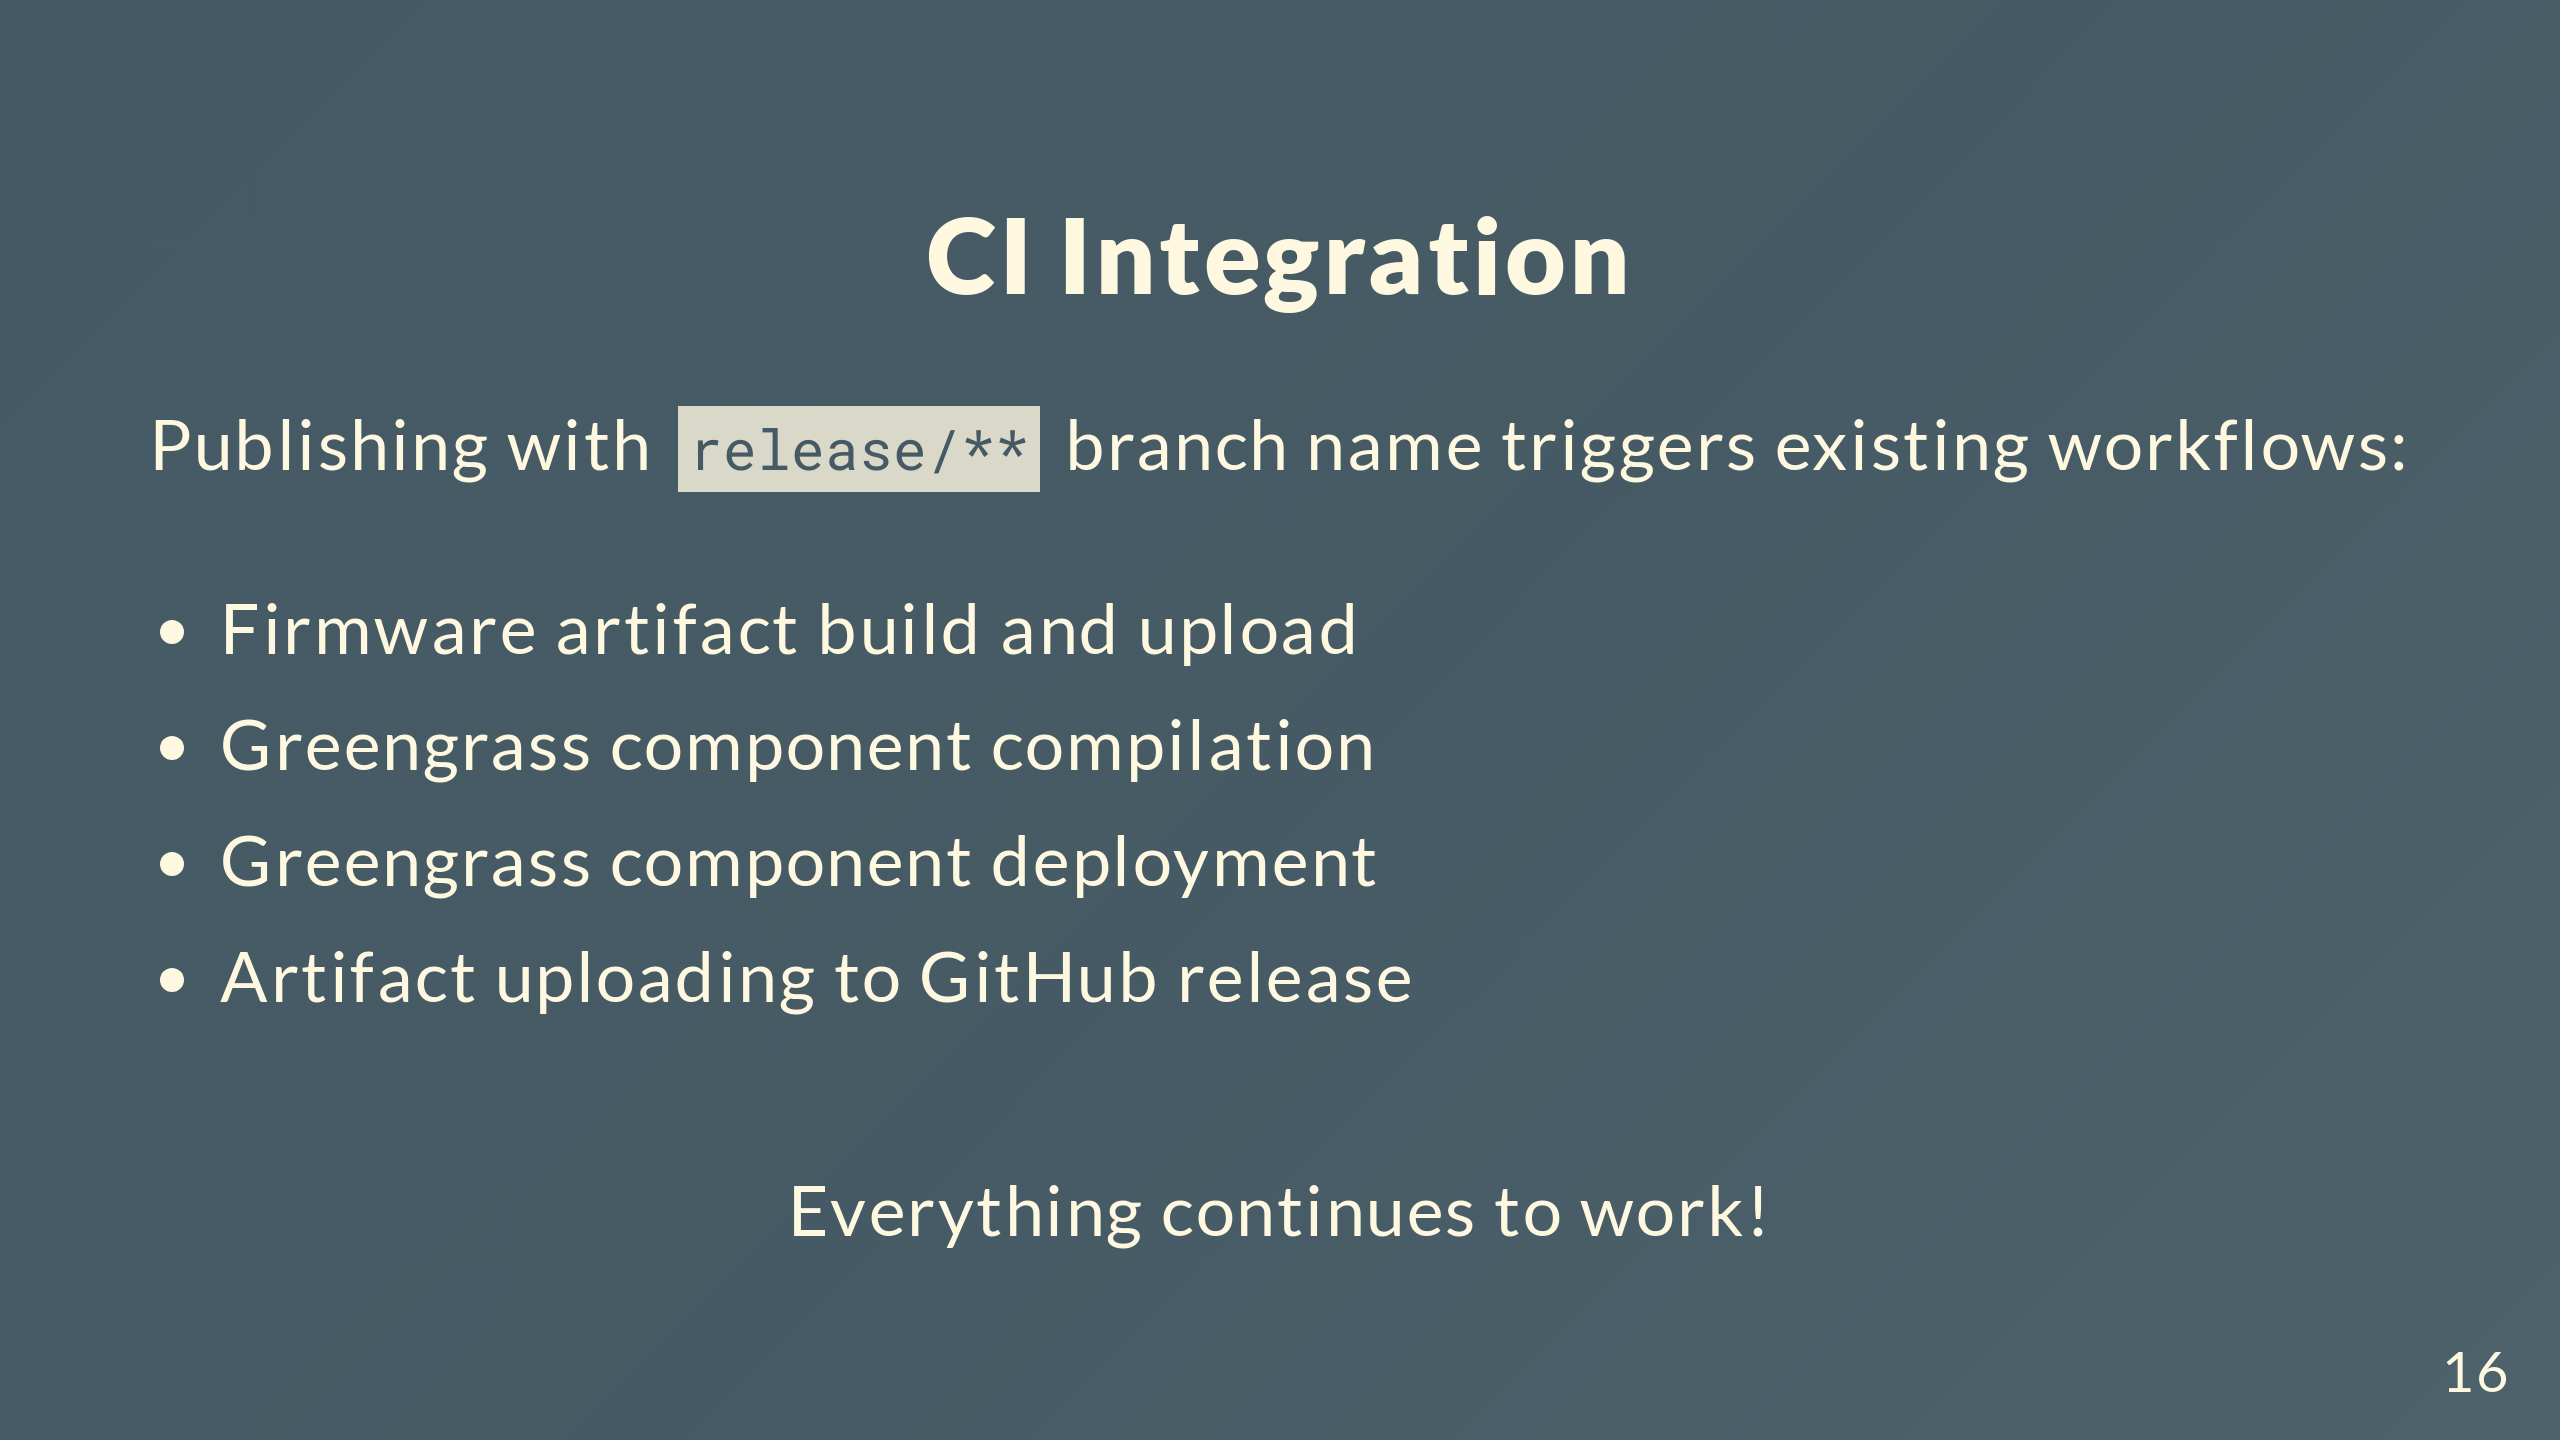 CI Integration
Publishing with release/** branch name triggers existing workflows:
• Firmware artifact build and upload
• Greengrass component compilation
• Greengrass component deployment
• Artifact uploading to GitHub release
Everything continues to work!
16